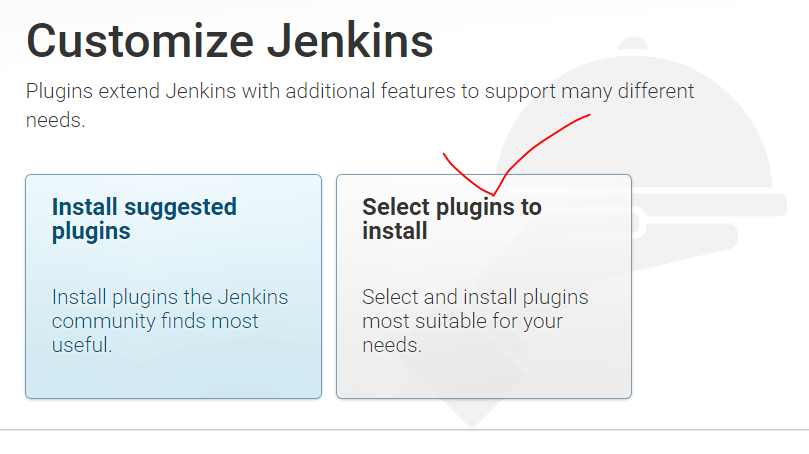 Customize Jenkins
Plugins extend Jenkins with additional features to support many different
needs.
Install suggested
plugins
Install plugins the Jenkins
community finds most
useful.
Select plugins to
install
Select and install plugins
most suitable for your
needs.